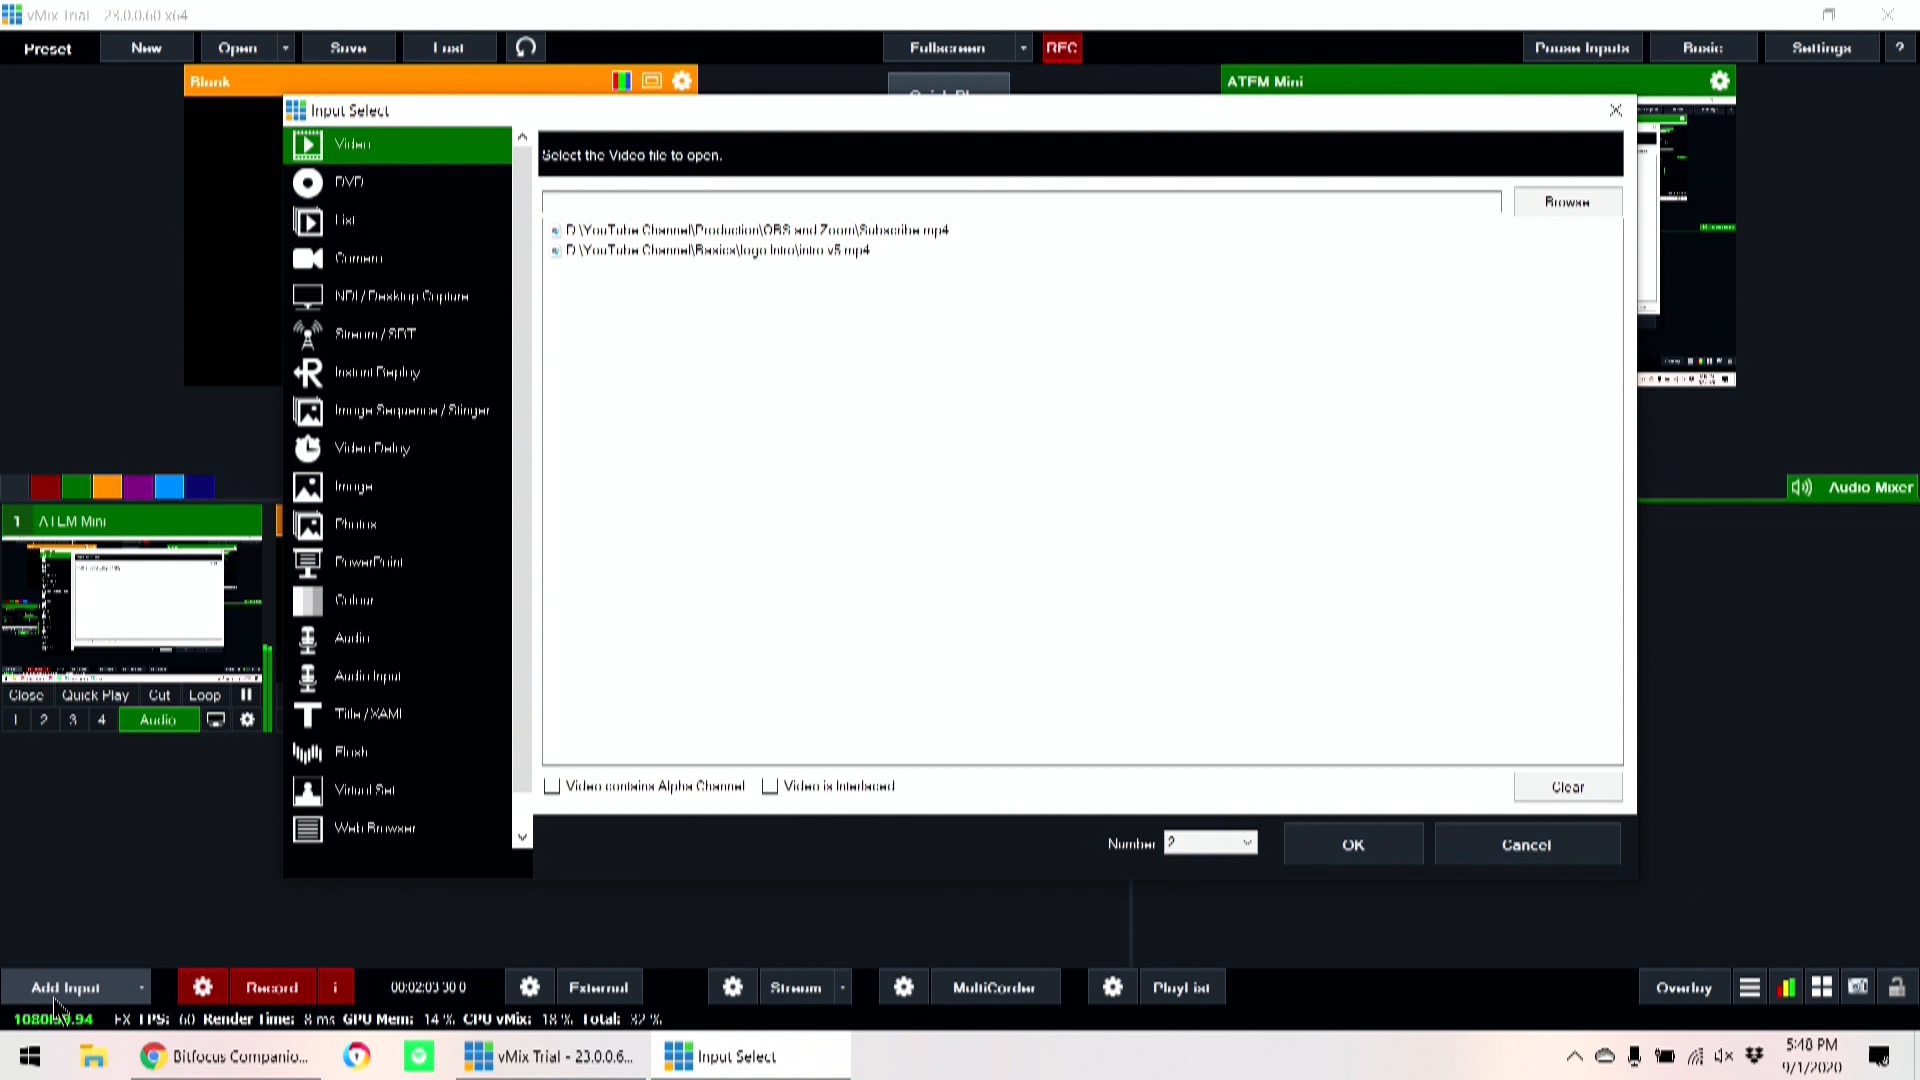 vMix Trial - 23.0.0.60 x64
Preset
New
Open
Save
Last
Fullscreen
REC
Pause Inputs
Basic
Settings
?
Blank
ATEM Mini
Input Select
Video
DVD
List
Camera
NDI / Desktop Capture
Stream / SRT
Instant Replay
Image Sequence / Stinger
Video Delay
Image
Photos
PowerPoint
Colour
Audio
Audio Input
Title / XAML
Flash
Virtual Set
Web Browser
Select the Video file to open.
Browse
D:\YouTube Channel\Production\OBS and Zoom\Subscribe.mp4
D:\YouTube Channel\Basics\logo Intro\intro v5.mp4
Video contains Alpha Channel
Video is Interlaced
Clear
Number
2
OK
Cancel
Audio Mixer
1 ATEM Mini
Close Quick Play Cut Loop
1 2 3 4 Audio
Add Input
Record
i
00:02:03
External
Stream
MultiCorder
PlayList
Overlay
FX FPS: 60 Render Time: 8 ms GPU Mem: 14 % CPU vMix: 18 % Total: 32 %
Bitfocus Companio...
vMix Trial - 23.0.0.6...
Input Select
5:48 PM
9/1/2020